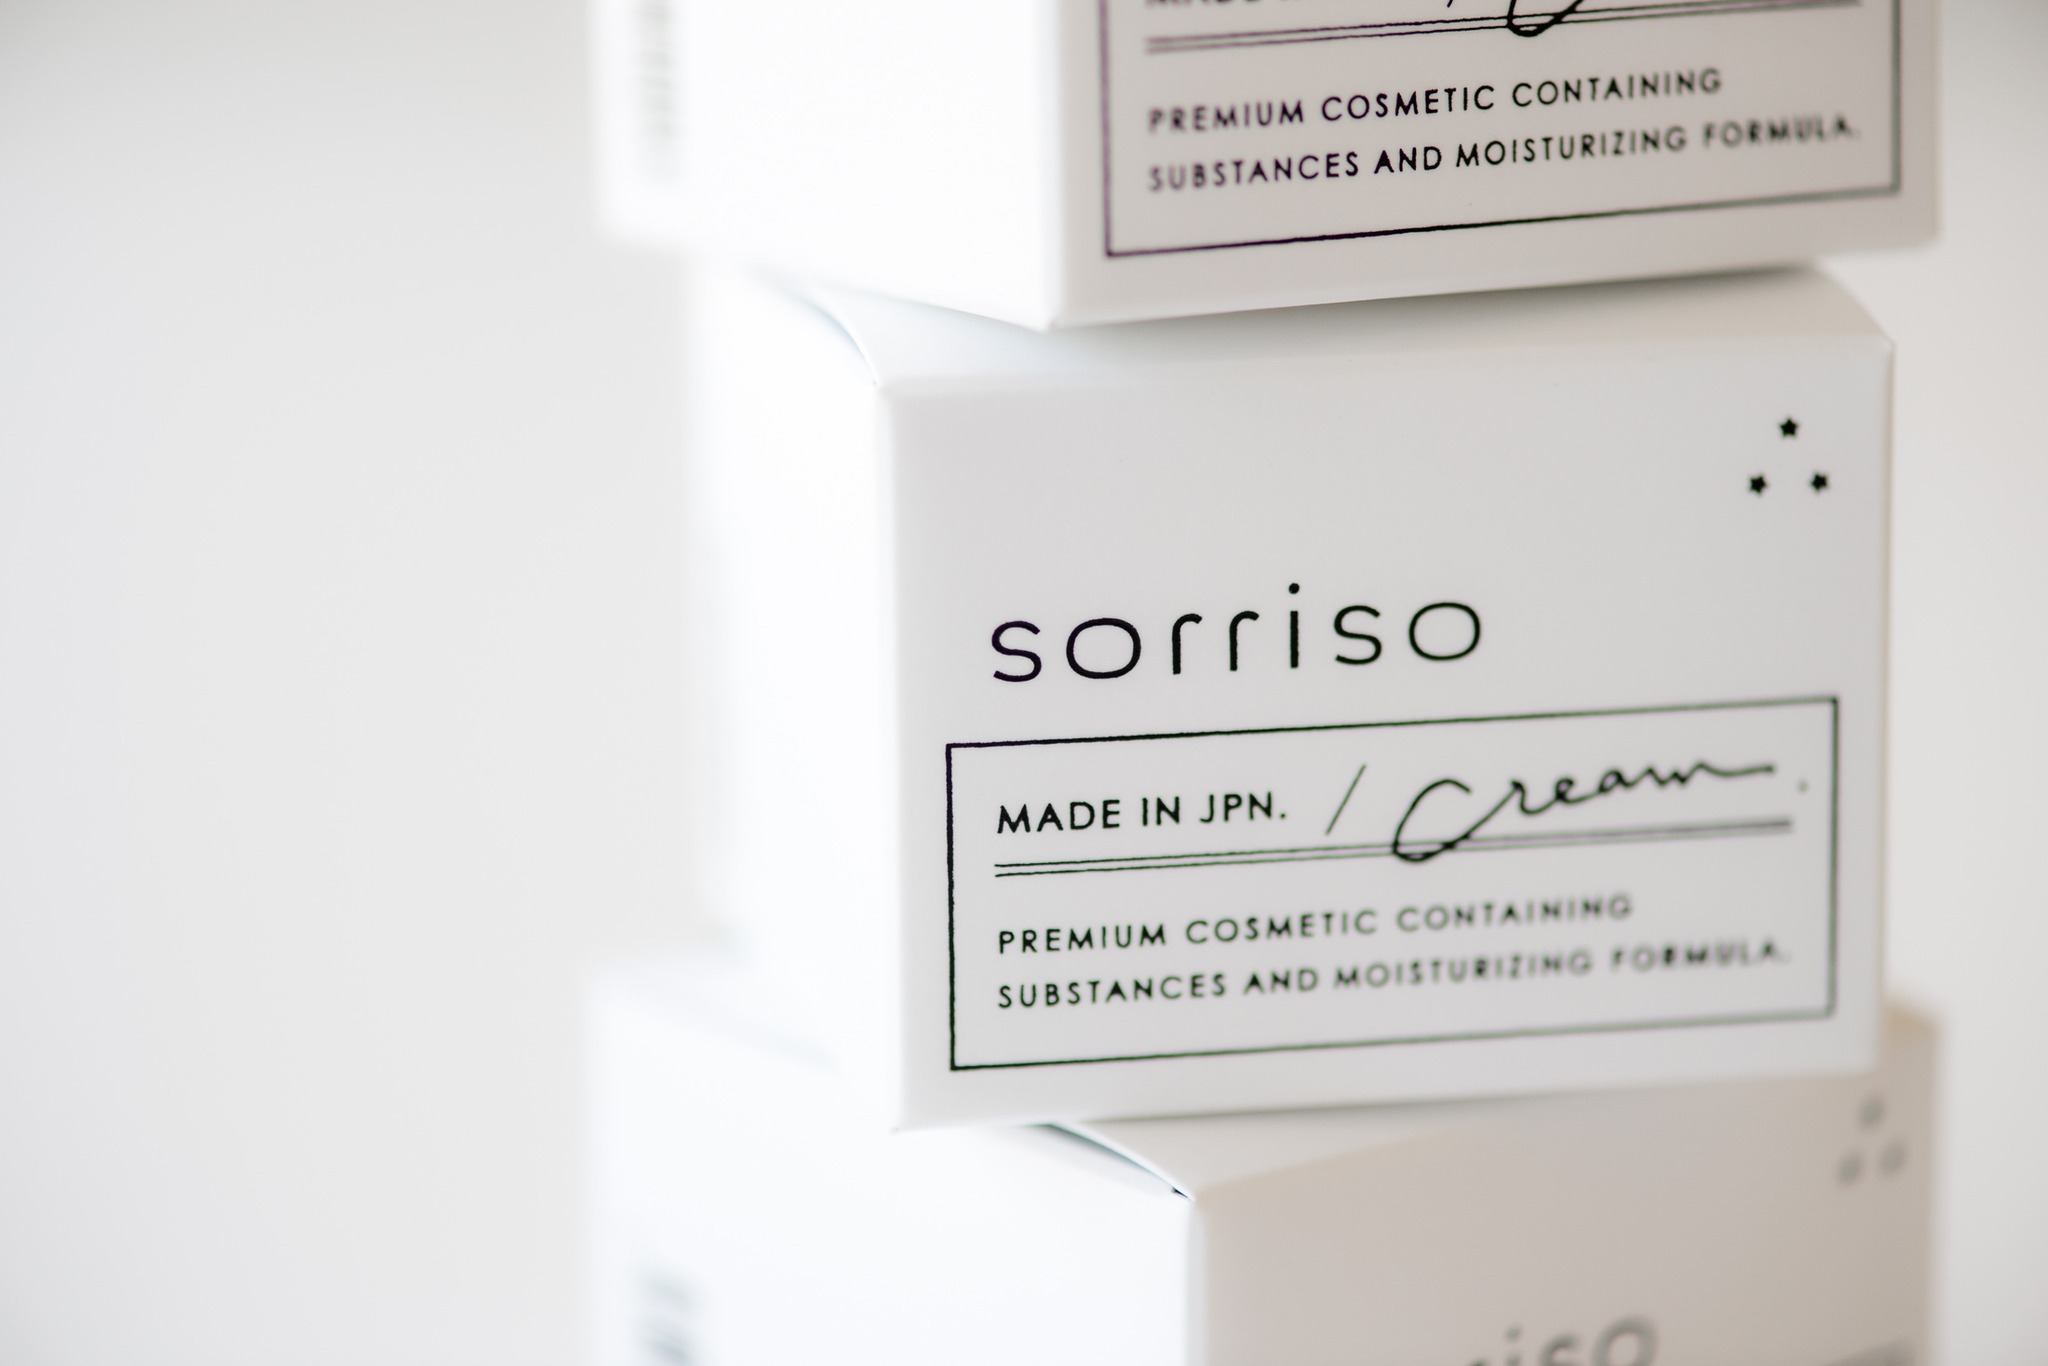 PREMIUM COSMETIC CONTAINING
SUBSTANCES AND MOISTURIZING FORMULA.
sorriso
MADE IN JPN. / Cream.
PREMIUM COSMETIC CONTAINING
SUBSTANCES AND MOISTURIZING FORMULA.